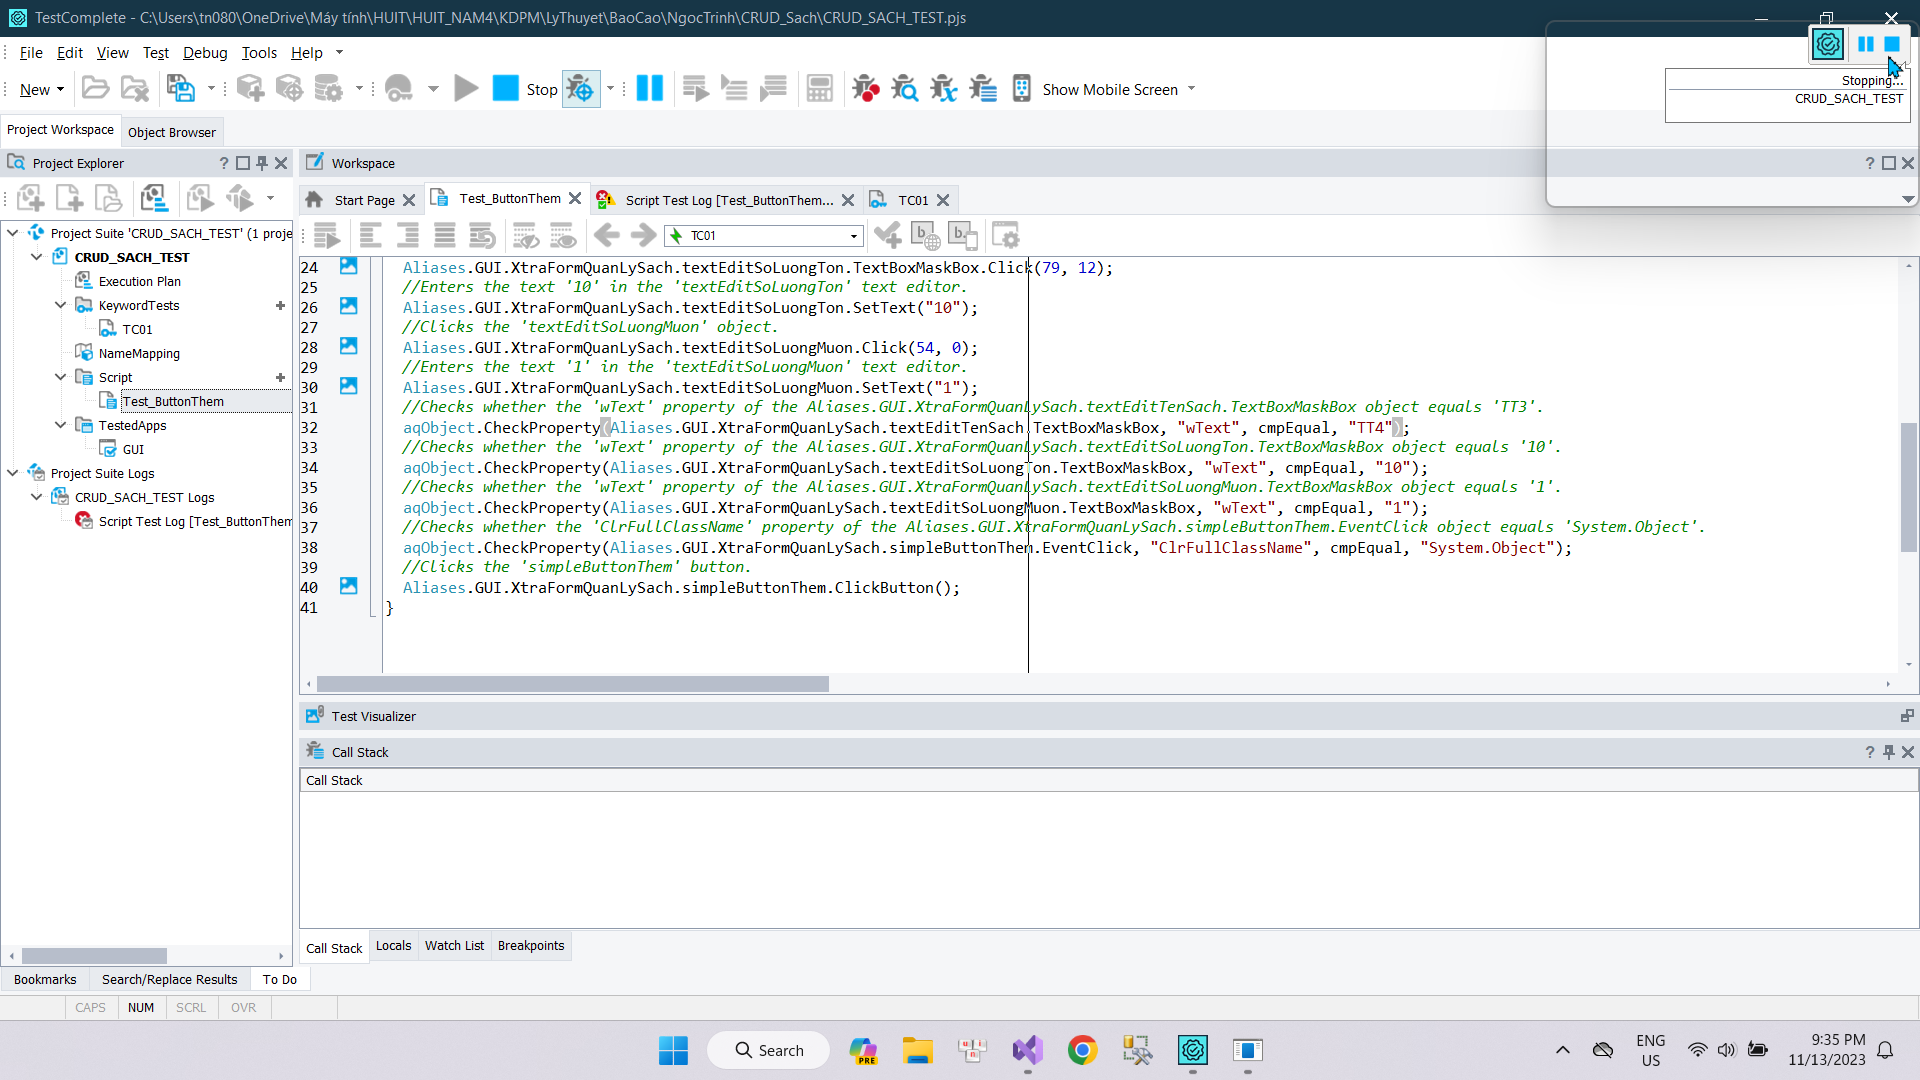 TestComplete - C:\Users\tn080\OneDrive\Máy tính\HUIT\HUIT_NAM4\KDPM\LyThuyet\BaoCao\NgocTrinh\CRUD_Sach\CRUD_SACH_TEST.pjs
File Edit View Test Debug Tools Help
New Stop Show Mobile Screen
Stopping...
CRUD_SACH_TEST
Project Workspace Object Browser
Project Explorer
Workspace
Start Page Test_ButtonThem Script Test Log [Test_ButtonThem... TC01
TC01
Project Suite 'CRUD_SACH_TEST' (1 proje
CRUD_SACH_TEST
Execution Plan
KeywordTests
TC01
NameMapping
Script
Test_ButtonThem
TestedApps
GUI
Project Suite Logs
CRUD_SACH_TEST Logs
Script Test Log [Test_ButtonThem
24 Aliases.GUI.XtraFormQuanLySach.textEditSoLuongTon.TextBoxMaskBox.Click(79, 12);
25 //Enters the text '10' in the 'textEditSoLuongTon' text editor.
26 Aliases.GUI.XtraFormQuanLySach.textEditSoLuongTon.SetText("10");
27 //Clicks the 'textEditSoLuongMuon' object.
28 Aliases.GUI.XtraFormQuanLySach.textEditSoLuongMuon.Click(54, 0);
29 //Enters the text '1' in the 'textEditSoLuongMuon' text editor.
30 Aliases.GUI.XtraFormQuanLySach.textEditSoLuongMuon.SetText("1");
31 //Checks whether the 'wText' property of the Aliases.GUI.XtraFormQuanLySach.textEditTenSach.TextBoxMaskBox object equals 'TT3'.
32 aqObject.CheckProperty(Aliases.GUI.XtraFormQuanLySach.textEditTenSach.TextBoxMaskBox, "wText", cmpEqual, "TT4");
33 //Checks whether the 'wText' property of the Aliases.GUI.XtraFormQuanLySach.textEditSoLuongTon.TextBoxMaskBox object equals '10'.
34 aqObject.CheckProperty(Aliases.GUI.XtraFormQuanLySach.textEditSoLuongTon.TextBoxMaskBox, "wText", cmpEqual, "10");
35 //Checks whether the 'wText' property of the Aliases.GUI.XtraFormQuanLySach.textEditSoLuongMuon.TextBoxMaskBox object equals '1'.
36 aqObject.CheckProperty(Aliases.GUI.XtraFormQuanLySach.textEditSoLuongMuon.TextBoxMaskBox, "wText", cmpEqual, "1");
37 //Checks whether the 'ClrFullClassName' property of the Aliases.GUI.XtraFormQuanLySach.simpleButtonThem.EventClick object equals 'System.Object'.
38 aqObject.CheckProperty(Aliases.GUI.XtraFormQuanLySach.simpleButtonThem.EventClick, "ClrFullClassName", cmpEqual, "System.Object");
39 //Clicks the 'simpleButtonThem' button.
40 Aliases.GUI.XtraFormQuanLySach.simpleButtonThem.ClickButton();
41 }
Test Visualizer
Call Stack
Call Stack
Call Stack Locals Watch List Breakpoints
Bookmarks Search/Replace Results To Do
CAPS NUM SCRL OVR
Search
PRE
ENG
US
9:35 PM
11/13/2023